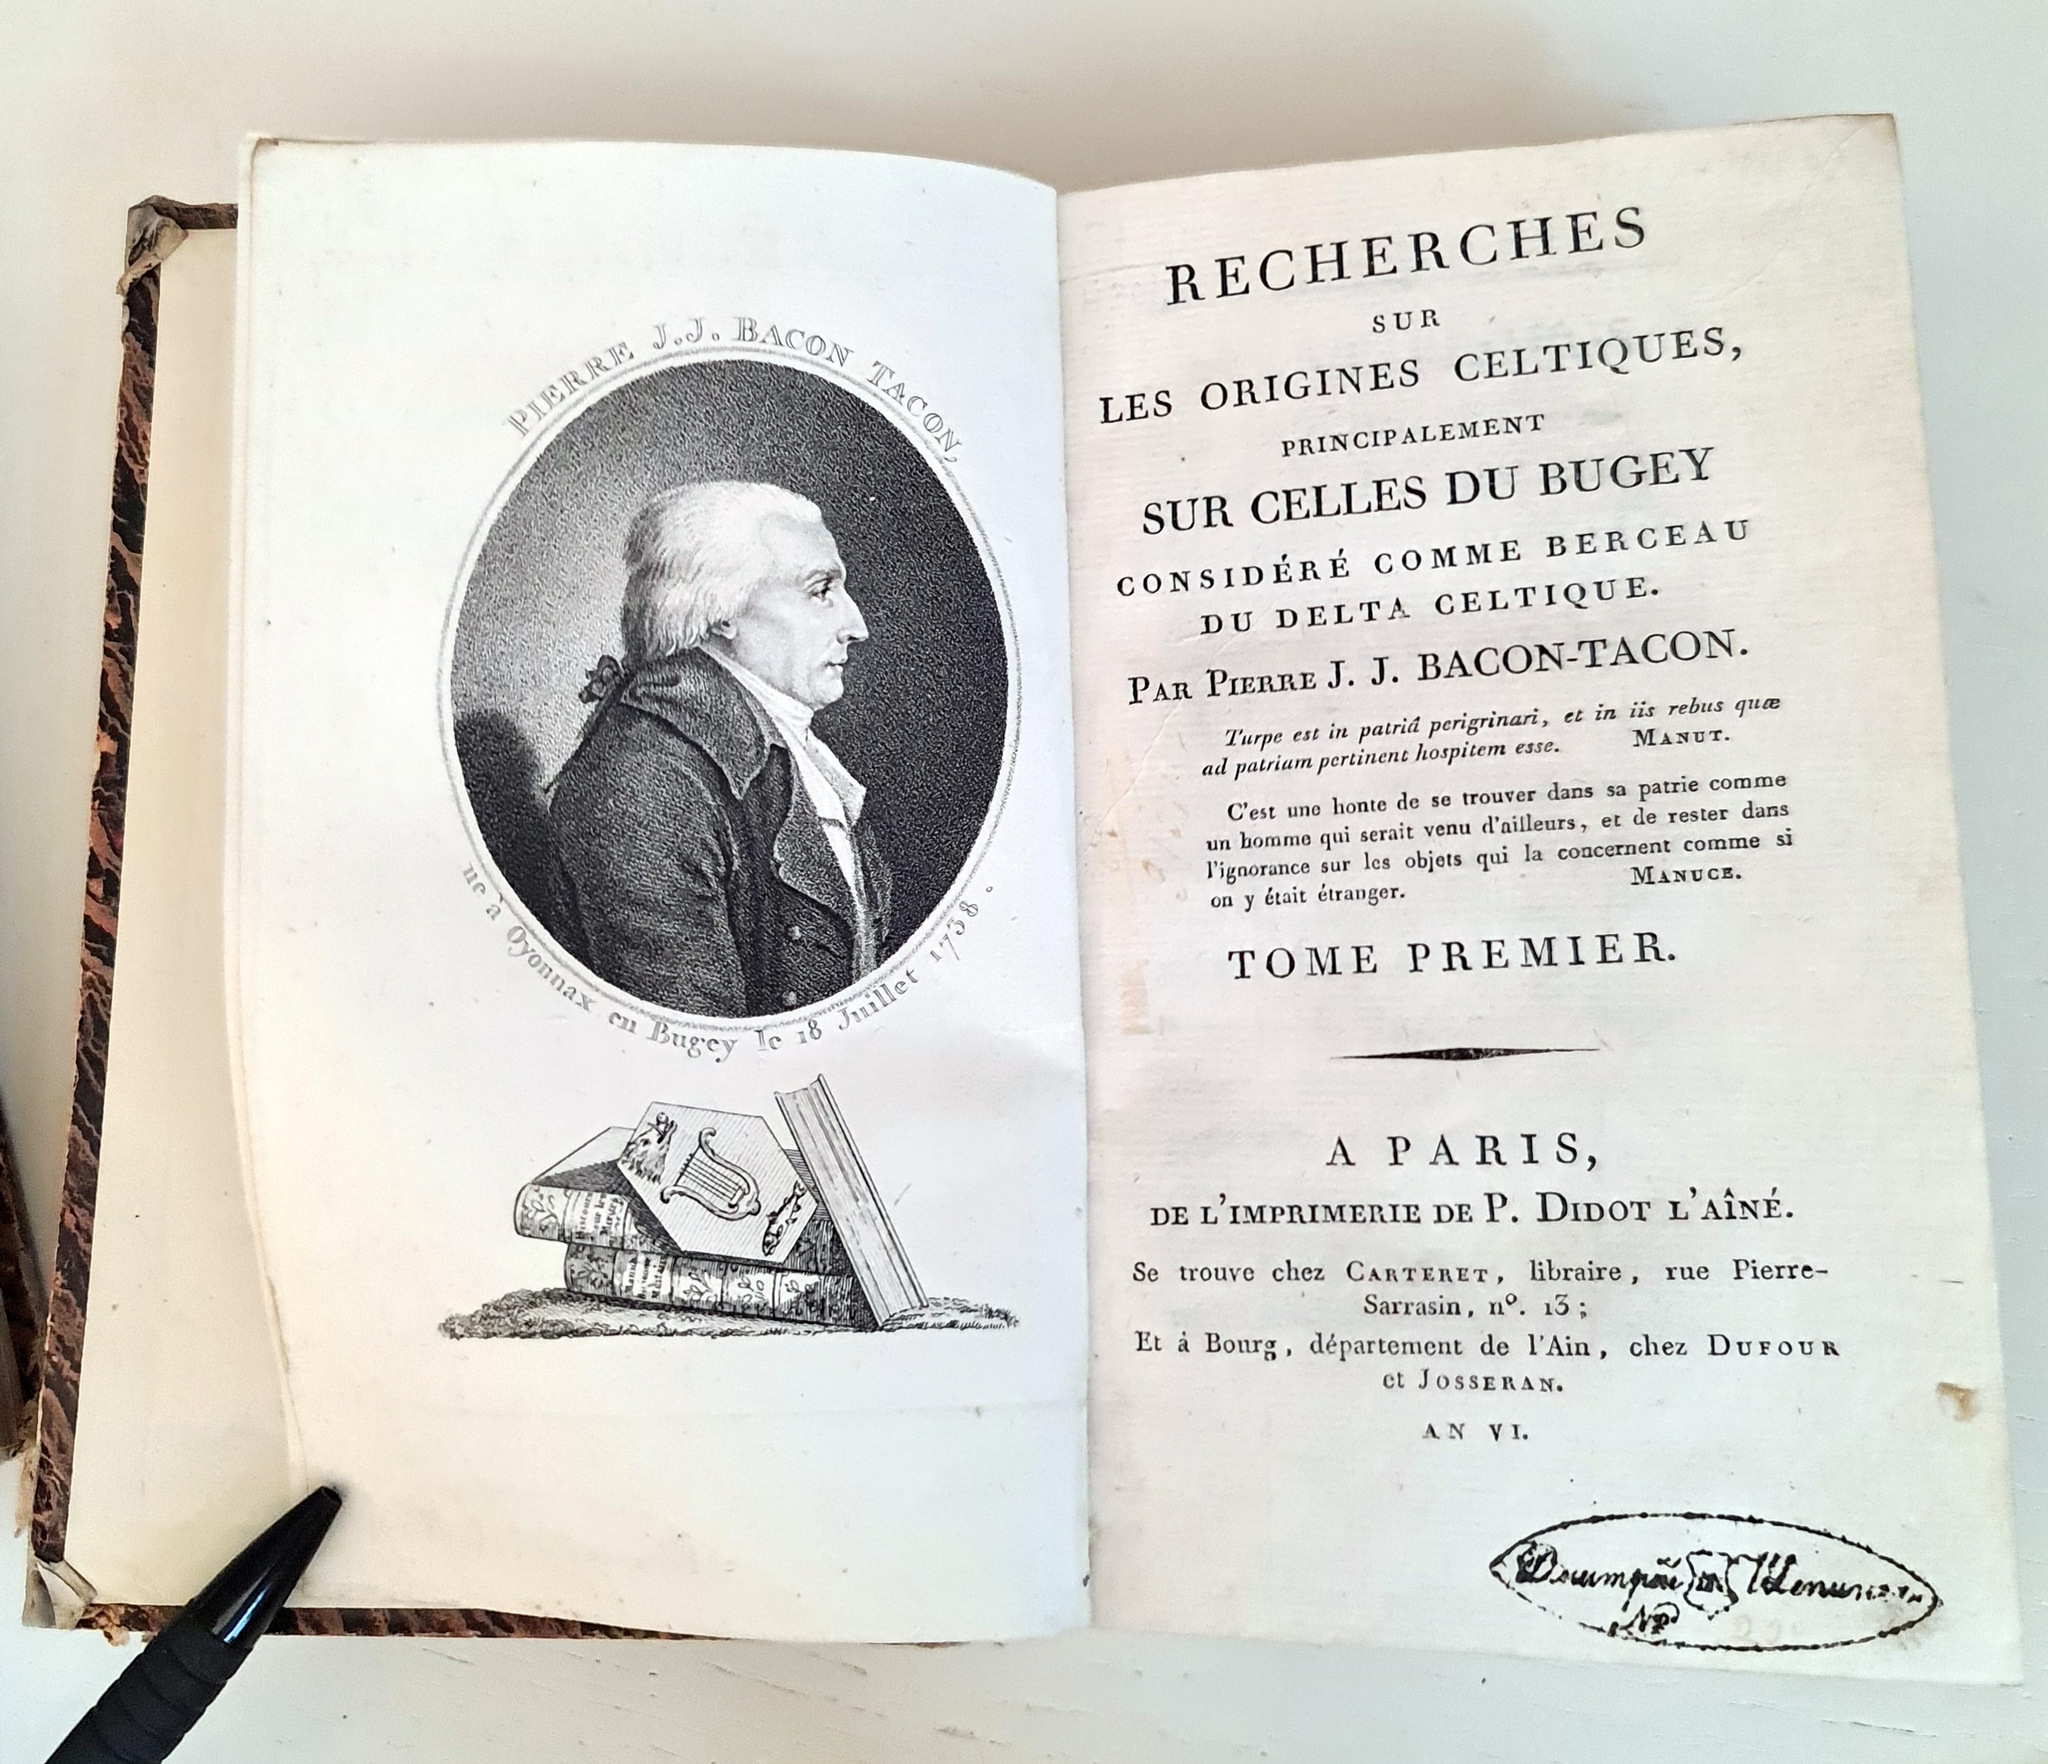 PIERRE J.J. BACON TACON,
né à Oyonnax en Bugey le 18 Juillet 1738.
RECHERCHES
SUR
LES ORIGINES CELTIQUES,
PRINCIPALEMENT
SUR CELLES DU BUGEY
CONSIDÉRÉ COMME BERCEAU
DU DELTA CELTIQUE.
PAR PIERRE J. J. BACON-TACON.
Turpe est in patriâ perigrinari, et in iis rebus quæ
ad patriam pertinent hospitem esse. MANUT.
C'est une honte de se trouver dans sa patrie comme
un homme qui serait venu d'ailleurs, et de rester dans
l'ignorance sur les objets qui la concernent comme si
on y était étranger. MANUCE.
TOME PREMIER.
A PARIS,
DE L'IMPRIMERIE DE P. DIDOT L'AÎNÉ.
Se trouve chez CARTERET, libraire, rue Pierre-
Sarrasin, n°. 13;
Et à Bourg, département de l'Ain, chez DUFOUR
et JOSSERAN.
AN VI.